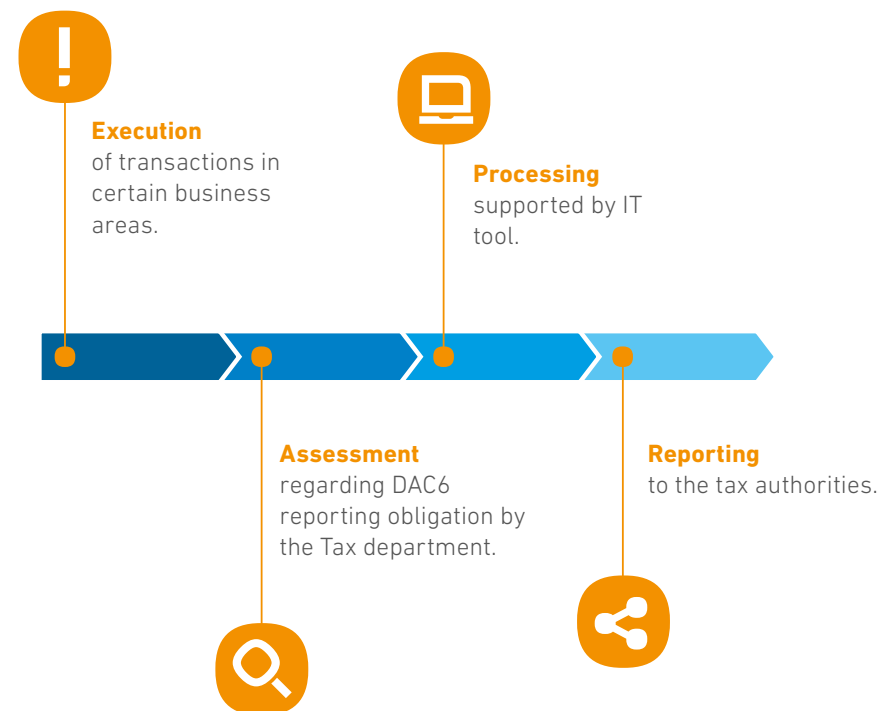 Execution
of transactions in
certain business
areas.
Processing
supported by IT
tool.
Assessment
regarding DAC6
reporting obligation by
the Tax department.
Reporting
to the tax authorities.